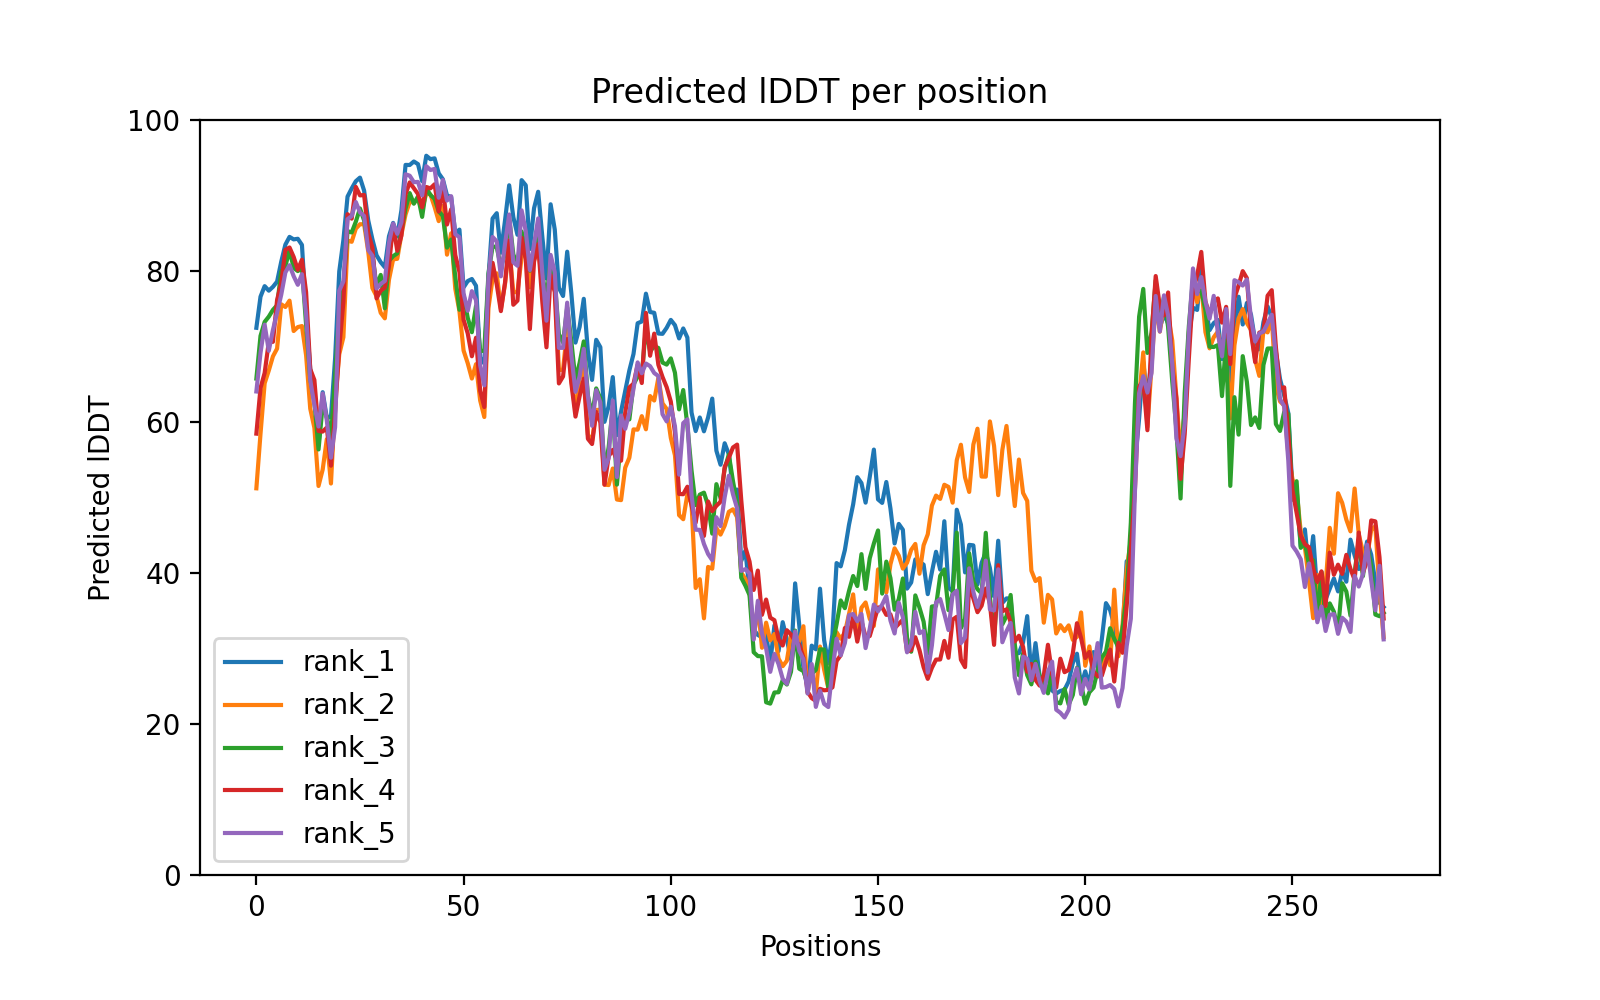 Predicted lDDT per position
100
80
60
40
20
0
Predicted lDDT
rank_1
rank_2
rank_3
rank_4
rank_5
0 50 100 150 200 250
Positions